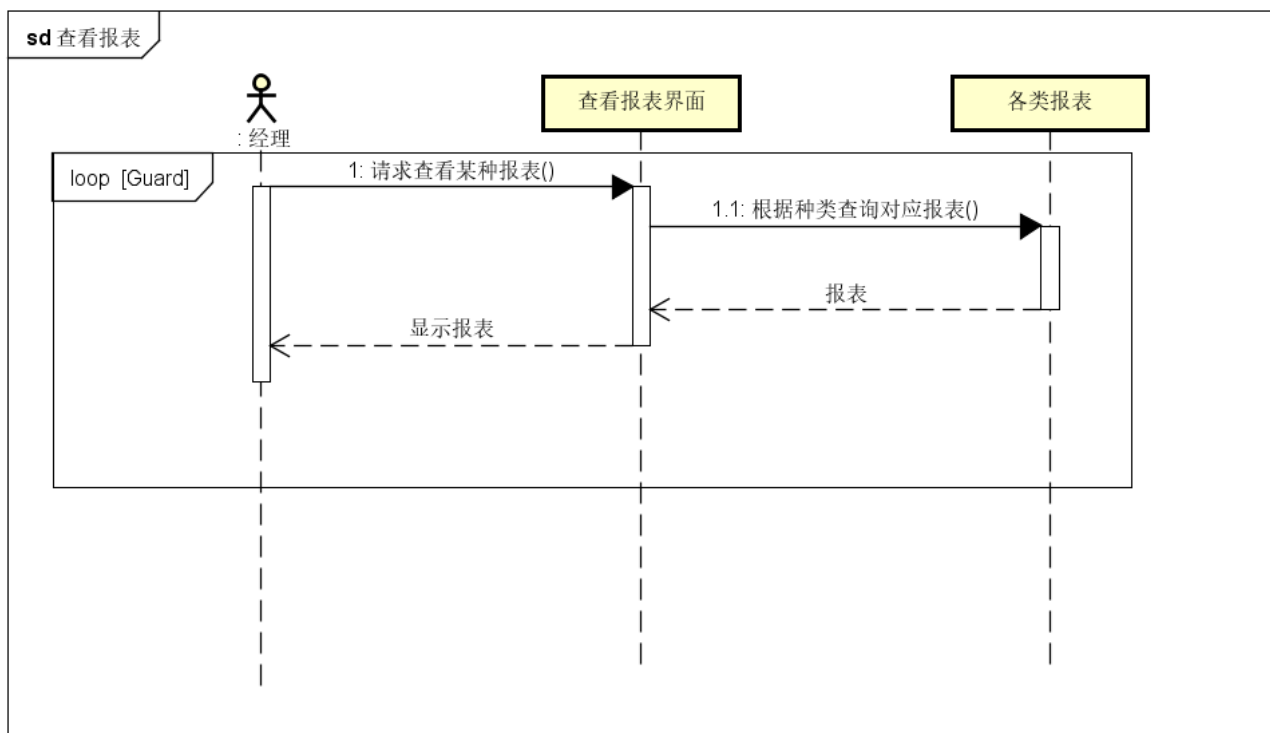 sd 查看报表
查看报表界面
各类报表
: 经理
loop [Guard]
1: 请求查看某种报表()
1.1: 根据种类查询对应报表()
报表
显示报表